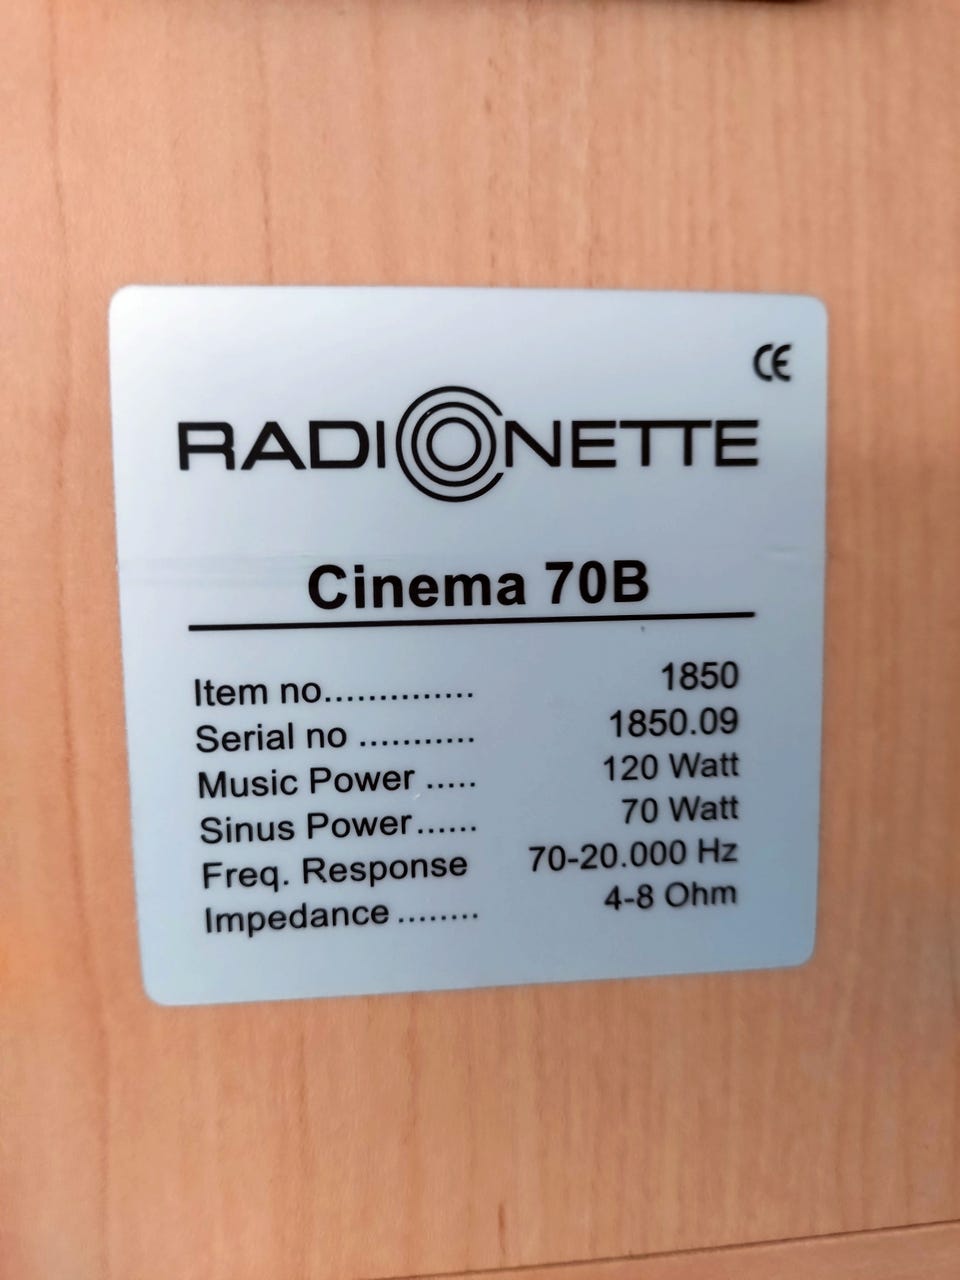 CE
RADIONETTE
Cinema 70B
Item no.............. 1850
Serial no ........... 1850.09
Music Power ..... 120 Watt
Sinus Power...... 70 Watt
Freq. Response 70-20.000 Hz
Impedance ........ 4-8 Ohm